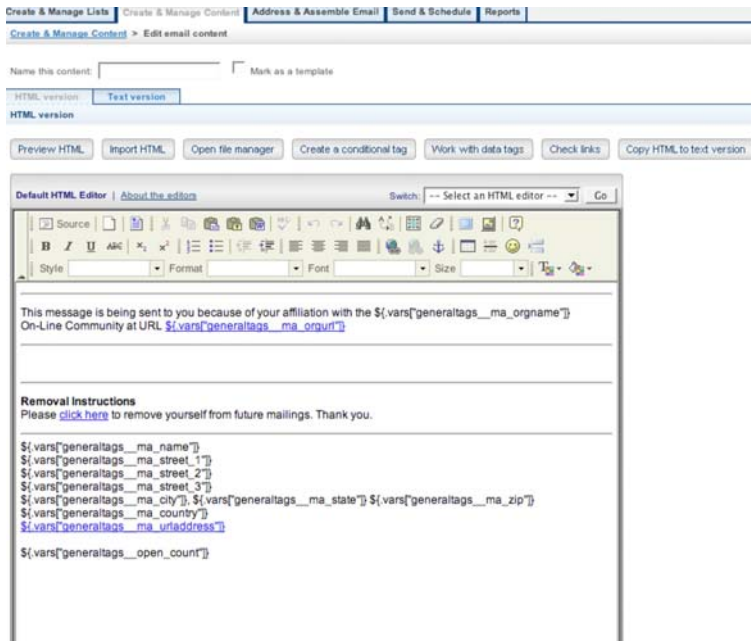 Create & Manage Lists Create & Manage Content Address & Assemble Email Send & Schedule Reports
Create & Manage Content > Edit email content
Name this content: Mark as a template
HTML version Text version
HTML version
Preview HTML Import HTML Open file manager Create a conditional tag Work with data tags Check links Copy HTML to text version
Default HTML Editor | About the editors Switch: -- Select an HTML editor -- Go
Source
B I U ABC x₂ x²
Style Format Font Size
This message is being sent to you because of your affiliation with the ${.vars["generaltags__ma_orgname"]}
On-Line Community at URL ${.vars["generaltags__ma_orgurl"]}
Removal Instructions
Please click here to remove yourself from future mailings. Thank you.
${.vars["generaltags__ma_name"]}
${.vars["generaltags__ma_street_1"]}
${.vars["generaltags__ma_street_2"]}
${.vars["generaltags__ma_street_3"]}
${.vars["generaltags__ma_city"]}, ${.vars["generaltags__ma_state"]} ${.vars["generaltags__ma_zip"]}
${.vars["generaltags__ma_country"]}
${.vars["generaltags__ma_urladdress"]}
${.vars["generaltags__open_count"]}